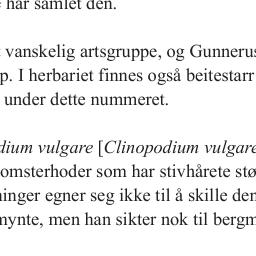 har samlet den.
vanskelig artsgruppe, og Gunnerus
p. I herbariet finnes også beitestarr
under dette nummeret.
dium vulgare [Clinopodium vulgare
omsterhoder som har stivhårete stø
ninger egner seg ikke til å skille den
mynte, men han sikter nok til bergm